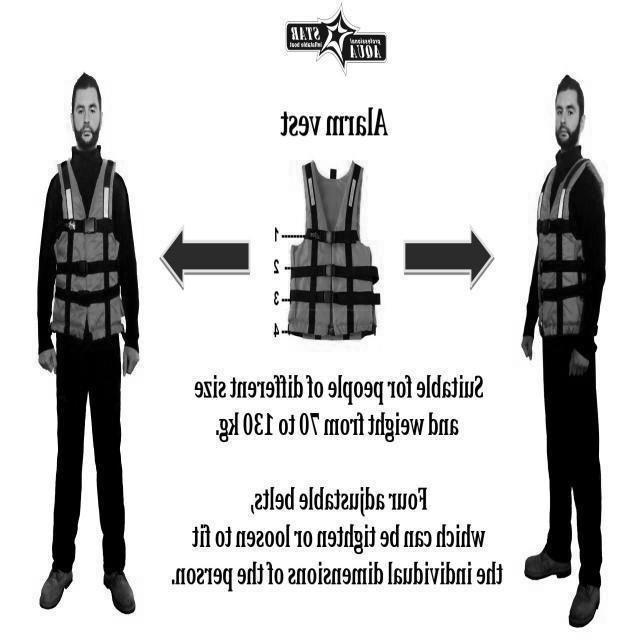 AQUA STAR
professional inflatable boat
Alarm vest
1
2
3
4
Suitable for people of different size
and weight from 70 to 130 kg.
Four adjustable belts,
which can be tighten or loosen to fit
the individual dimensions of the person.